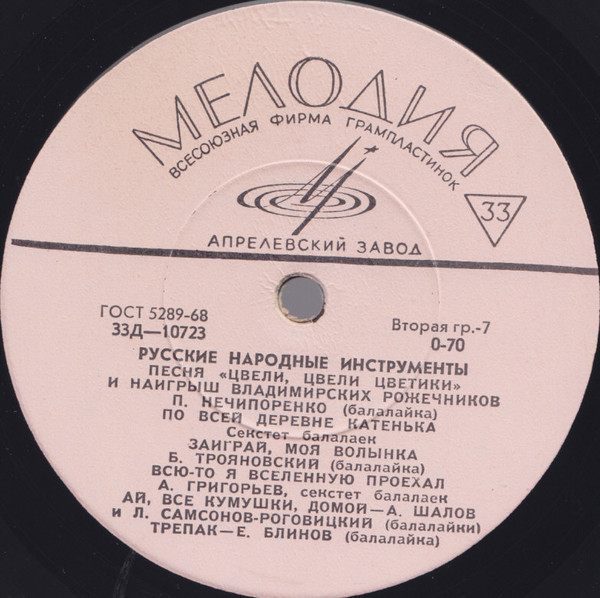 МЕЛОДИЯ
ВСЕСОЮЗНАЯ ФИРМА ГРАМПЛАСТИНОК
33
АПРЕЛЕВСКИЙ ЗАВОД
ГОСТ 5289-68
33Д—10723
Вторая гр.-7
0-70
РУССКИЕ НАРОДНЫЕ ИНСТРУМЕНТЫ
ПЕСНЯ «ЦВЕЛИ, ЦВЕЛИ ЦВЕТИКИ»
И НАИГРЫШ ВЛАДИМИРСКИХ РОЖЕЧНИКОВ
П. НЕЧИПОРЕНКО (балалайка)
ПО ВСЕЙ ДЕРЕВНЕ КАТЕНЬКА
Секстет балалаек
ЗАИГРАЙ, МОЯ ВОЛЫНКА
Б. ТРОЯНОВСКИЙ (балалайка)
ВСЮ-ТО Я ВСЕЛЕННУЮ ПРОЕХАЛ
А. ГРИГОРЬЕВ, секстет балалаек
АЙ, ВСЕ КУМУШКИ, ДОМОЙ—А. ШАЛОВ
и Л. САМСОНОВ-РОГОВИЦКИЙ (балалайки)
ТРЕПАК—Е. БЛИНОВ (балалайка)